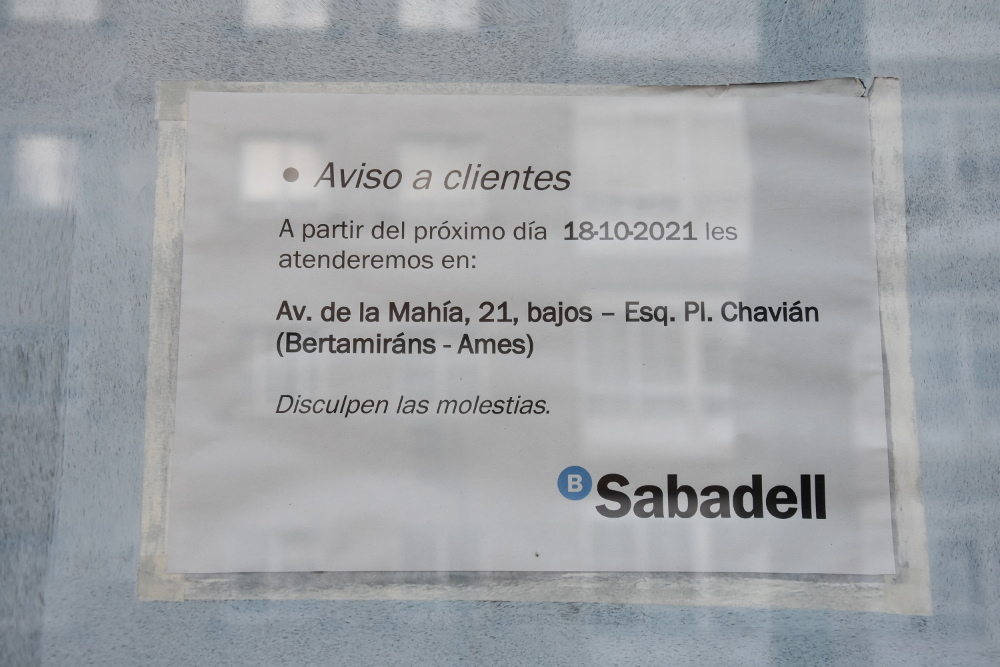 • Aviso a clientes
A partir del próximo día 18-10-2021 les
atenderemos en:
Av. de la Mahía, 21, bajos – Esq. Pl. Chavián
(Bertamiráns - Ames)
Disculpen las molestias.
B Sabadell